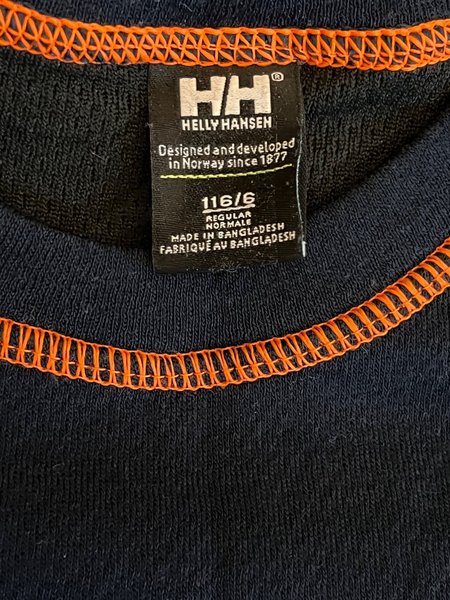 HH®
HELLY HANSEN
Designed and developed
in Norway since 1877
116/6
REGULAR
NORMALE
MADE IN BANGLADESH
FABRIQUÉ AU BANGLADESH